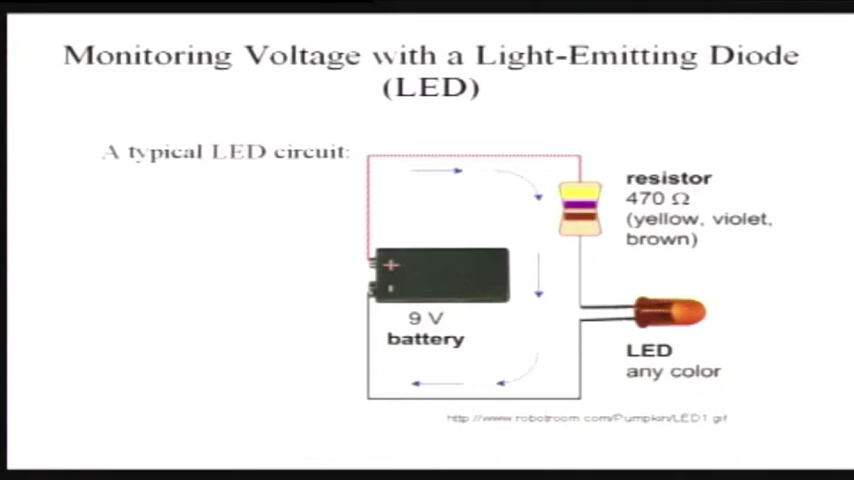 Monitoring Voltage with a Light-Emitting Diode
(LED)
A typical LED circuit:
resistor
470 Ω
(yellow, violet,
brown)
+
-
9 V
battery
LED
any color
http://www.robotroom.com/Pumpkin/LED1.gif